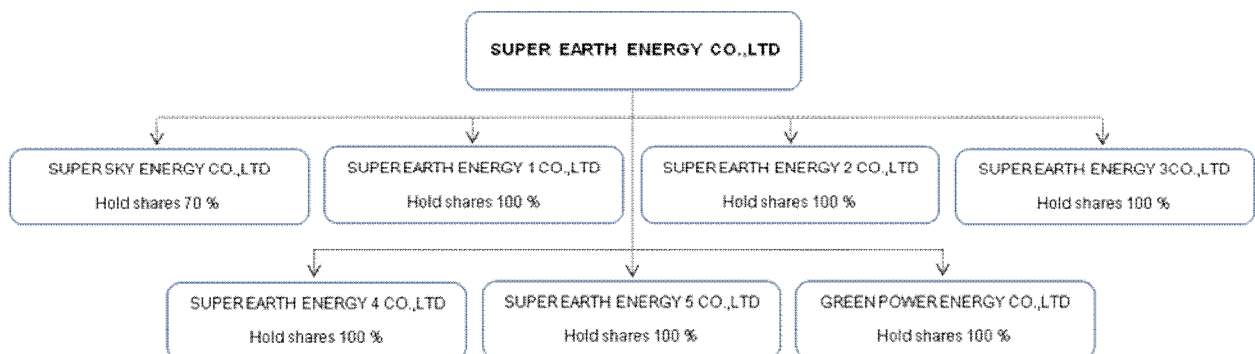 SUPER EARTH ENERGY CO.,LTD
SUPER SKY ENERGY CO.,LTD
Hold shares 70 %
SUPER EARTH ENERGY 1 CO.,LTD
Hold shares 100 %
SUPER EARTH ENERGY 2 CO.,LTD
Hold shares 100 %
SUPER EARTH ENERGY 3CO.,LTD
Hold shares 100 %
SUPER EARTH ENERGY 4 CO.,LTD
Hold shares 100 %
SUPER EARTH ENERGY 5 CO.,LTD
Hold shares 100 %
GREEN POWER ENERGY CO.,LTD
Hold shares 100 %